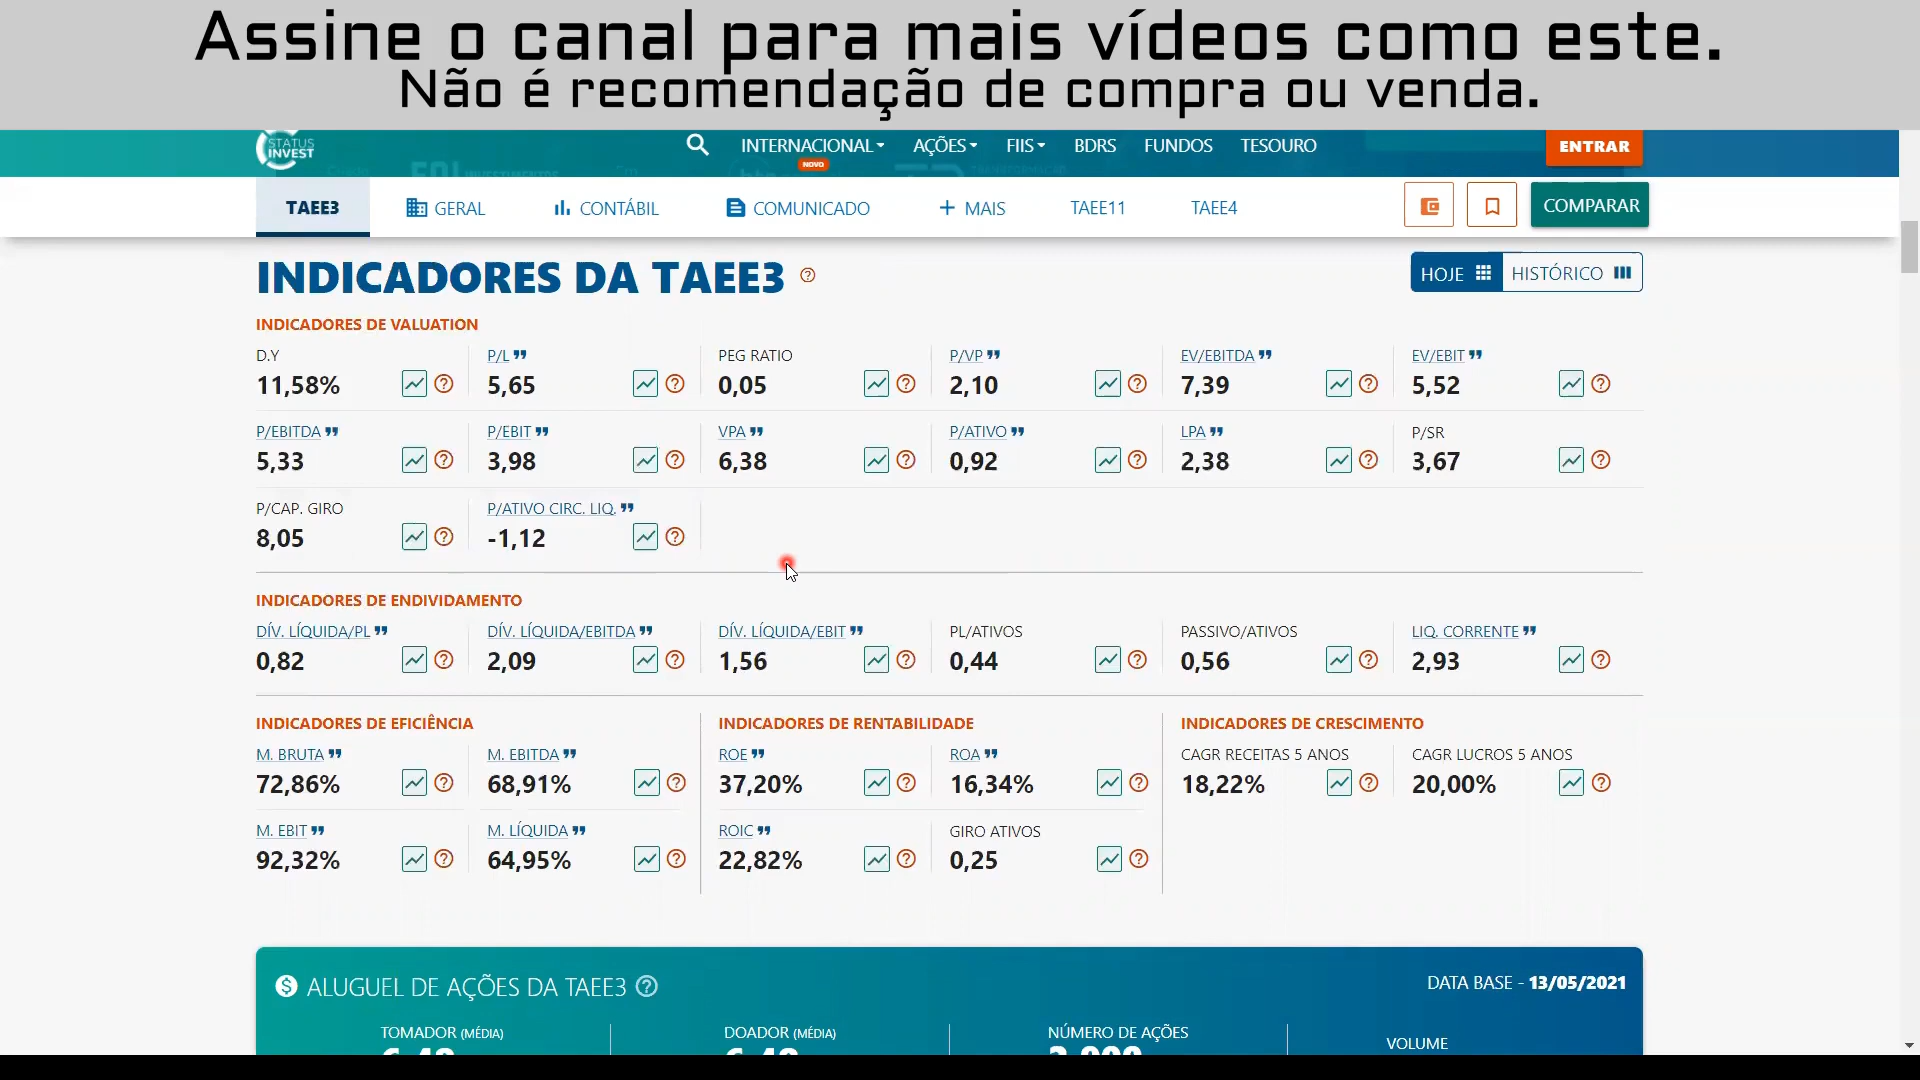 Assine o canal para mais vídeos como este.
Não é recomendação de compra ou venda.
STATUS INVEST
INTERNACIONAL AÇÕES FIIS BDRS FUNDOS TESOURO ENTRAR
NOVO
TAEE3 GERAL CONTÁBIL COMUNICADO + MAIS TAEE11 TAEE4 COMPARAR
INDICADORES DA TAEE3 HOJE HISTÓRICO
INDICADORES DE VALUATION
D.Y P/L PEG RATIO P/VP EV/EBITDA EV/EBIT
11,58% 5,65 0,05 2,10 7,39 5,52
P/EBITDA P/EBIT VPA P/ATIVO LPA P/SR
5,33 3,98 6,38 0,92 2,38 3,67
P/CAP. GIRO P/ATIVO CIRC. LIQ.
8,05 -1,12
INDICADORES DE ENDIVIDAMENTO
DÍV. LÍQUIDA/PL DÍV. LÍQUIDA/EBITDA DÍV. LÍQUIDA/EBIT PL/ATIVOS PASSIVO/ATIVOS LIQ. CORRENTE
0,82 2,09 1,56 0,44 0,56 2,93
INDICADORES DE EFICIÊNCIA INDICADORES DE RENTABILIDADE INDICADORES DE CRESCIMENTO
M. BRUTA M. EBITDA ROE ROA CAGR RECEITAS 5 ANOS CAGR LUCROS 5 ANOS
72,86% 68,91% 37,20% 16,34% 18,22% 20,00%
M. EBIT M. LÍQUIDA ROIC GIRO ATIVOS
92,32% 64,95% 22,82% 0,25
ALUGUEL DE AÇÕES DA TAEE3 DATA BASE - 13/05/2021
TOMADOR (MÉDIA) DOADOR (MÉDIA) NÚMERO DE AÇÕES VOLUME